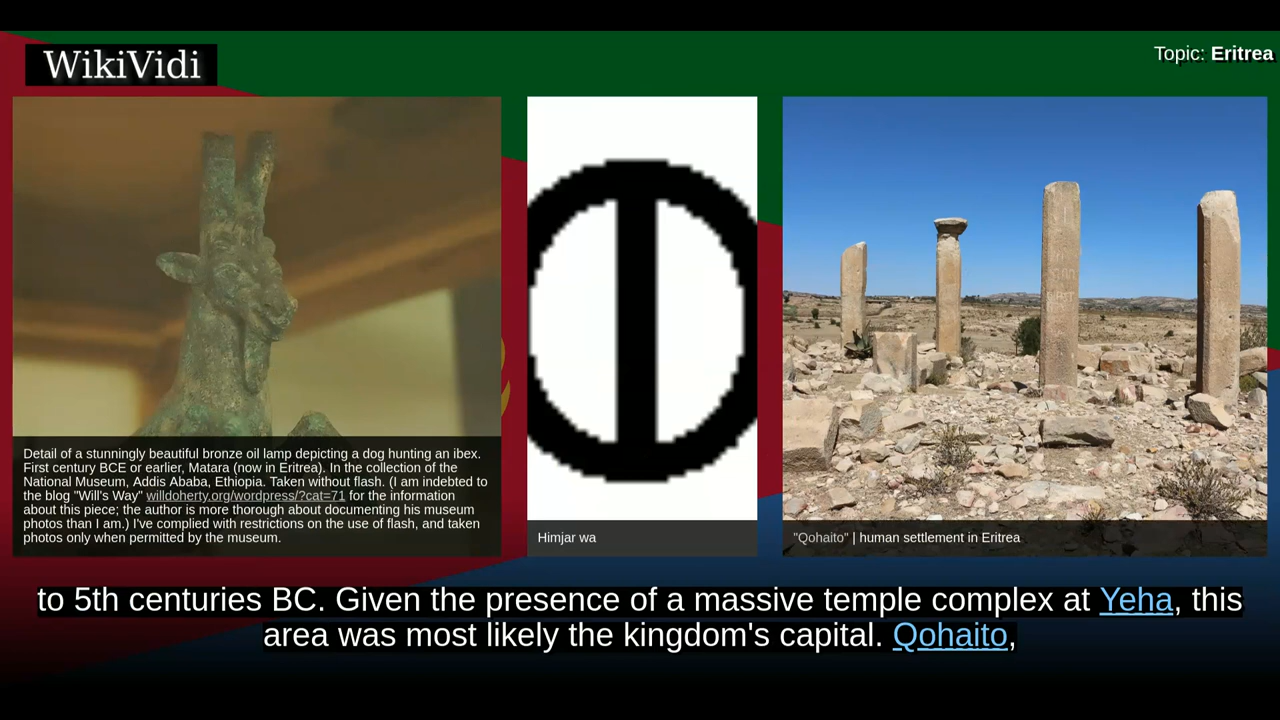 WikiVidi
Topic: Eritrea
Detail of a stunningly beautiful bronze oil lamp depicting a dog hunting an ibex.
First century BCE or earlier, Matara (now in Eritrea). In the collection of the
National Museum, Addis Ababa, Ethiopia. Taken without flash. (I am indebted to
the blog "Will's Way" willdoherty.org/wordpress/?cat=71 for the information
about this piece; the author is more thorough about documenting his museum
photos than I am.) I've complied with restrictions on the use of flash, and taken
photos only when permitted by the museum.
Himjar wa
"Qohaito" | human settlement in Eritrea
to 5th centuries BC. Given the presence of a massive temple complex at Yeha, this
area was most likely the kingdom's capital. Qohaito,